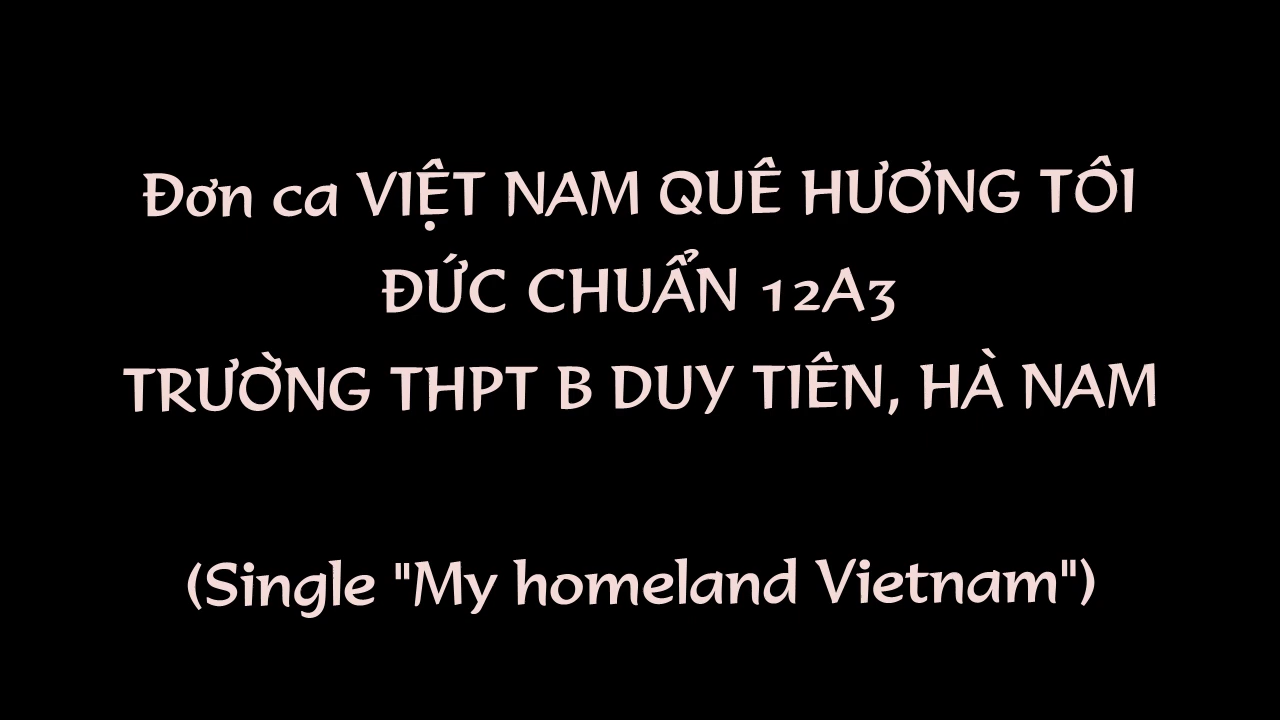 Đơn ca VIỆT NAM QUÊ HƯƠNG TÔI
ĐỨC CHUẨN 12A3
TRƯỜNG THPT B DUY TIÊN, HÀ NAM
(Single "My homeland Vietnam")